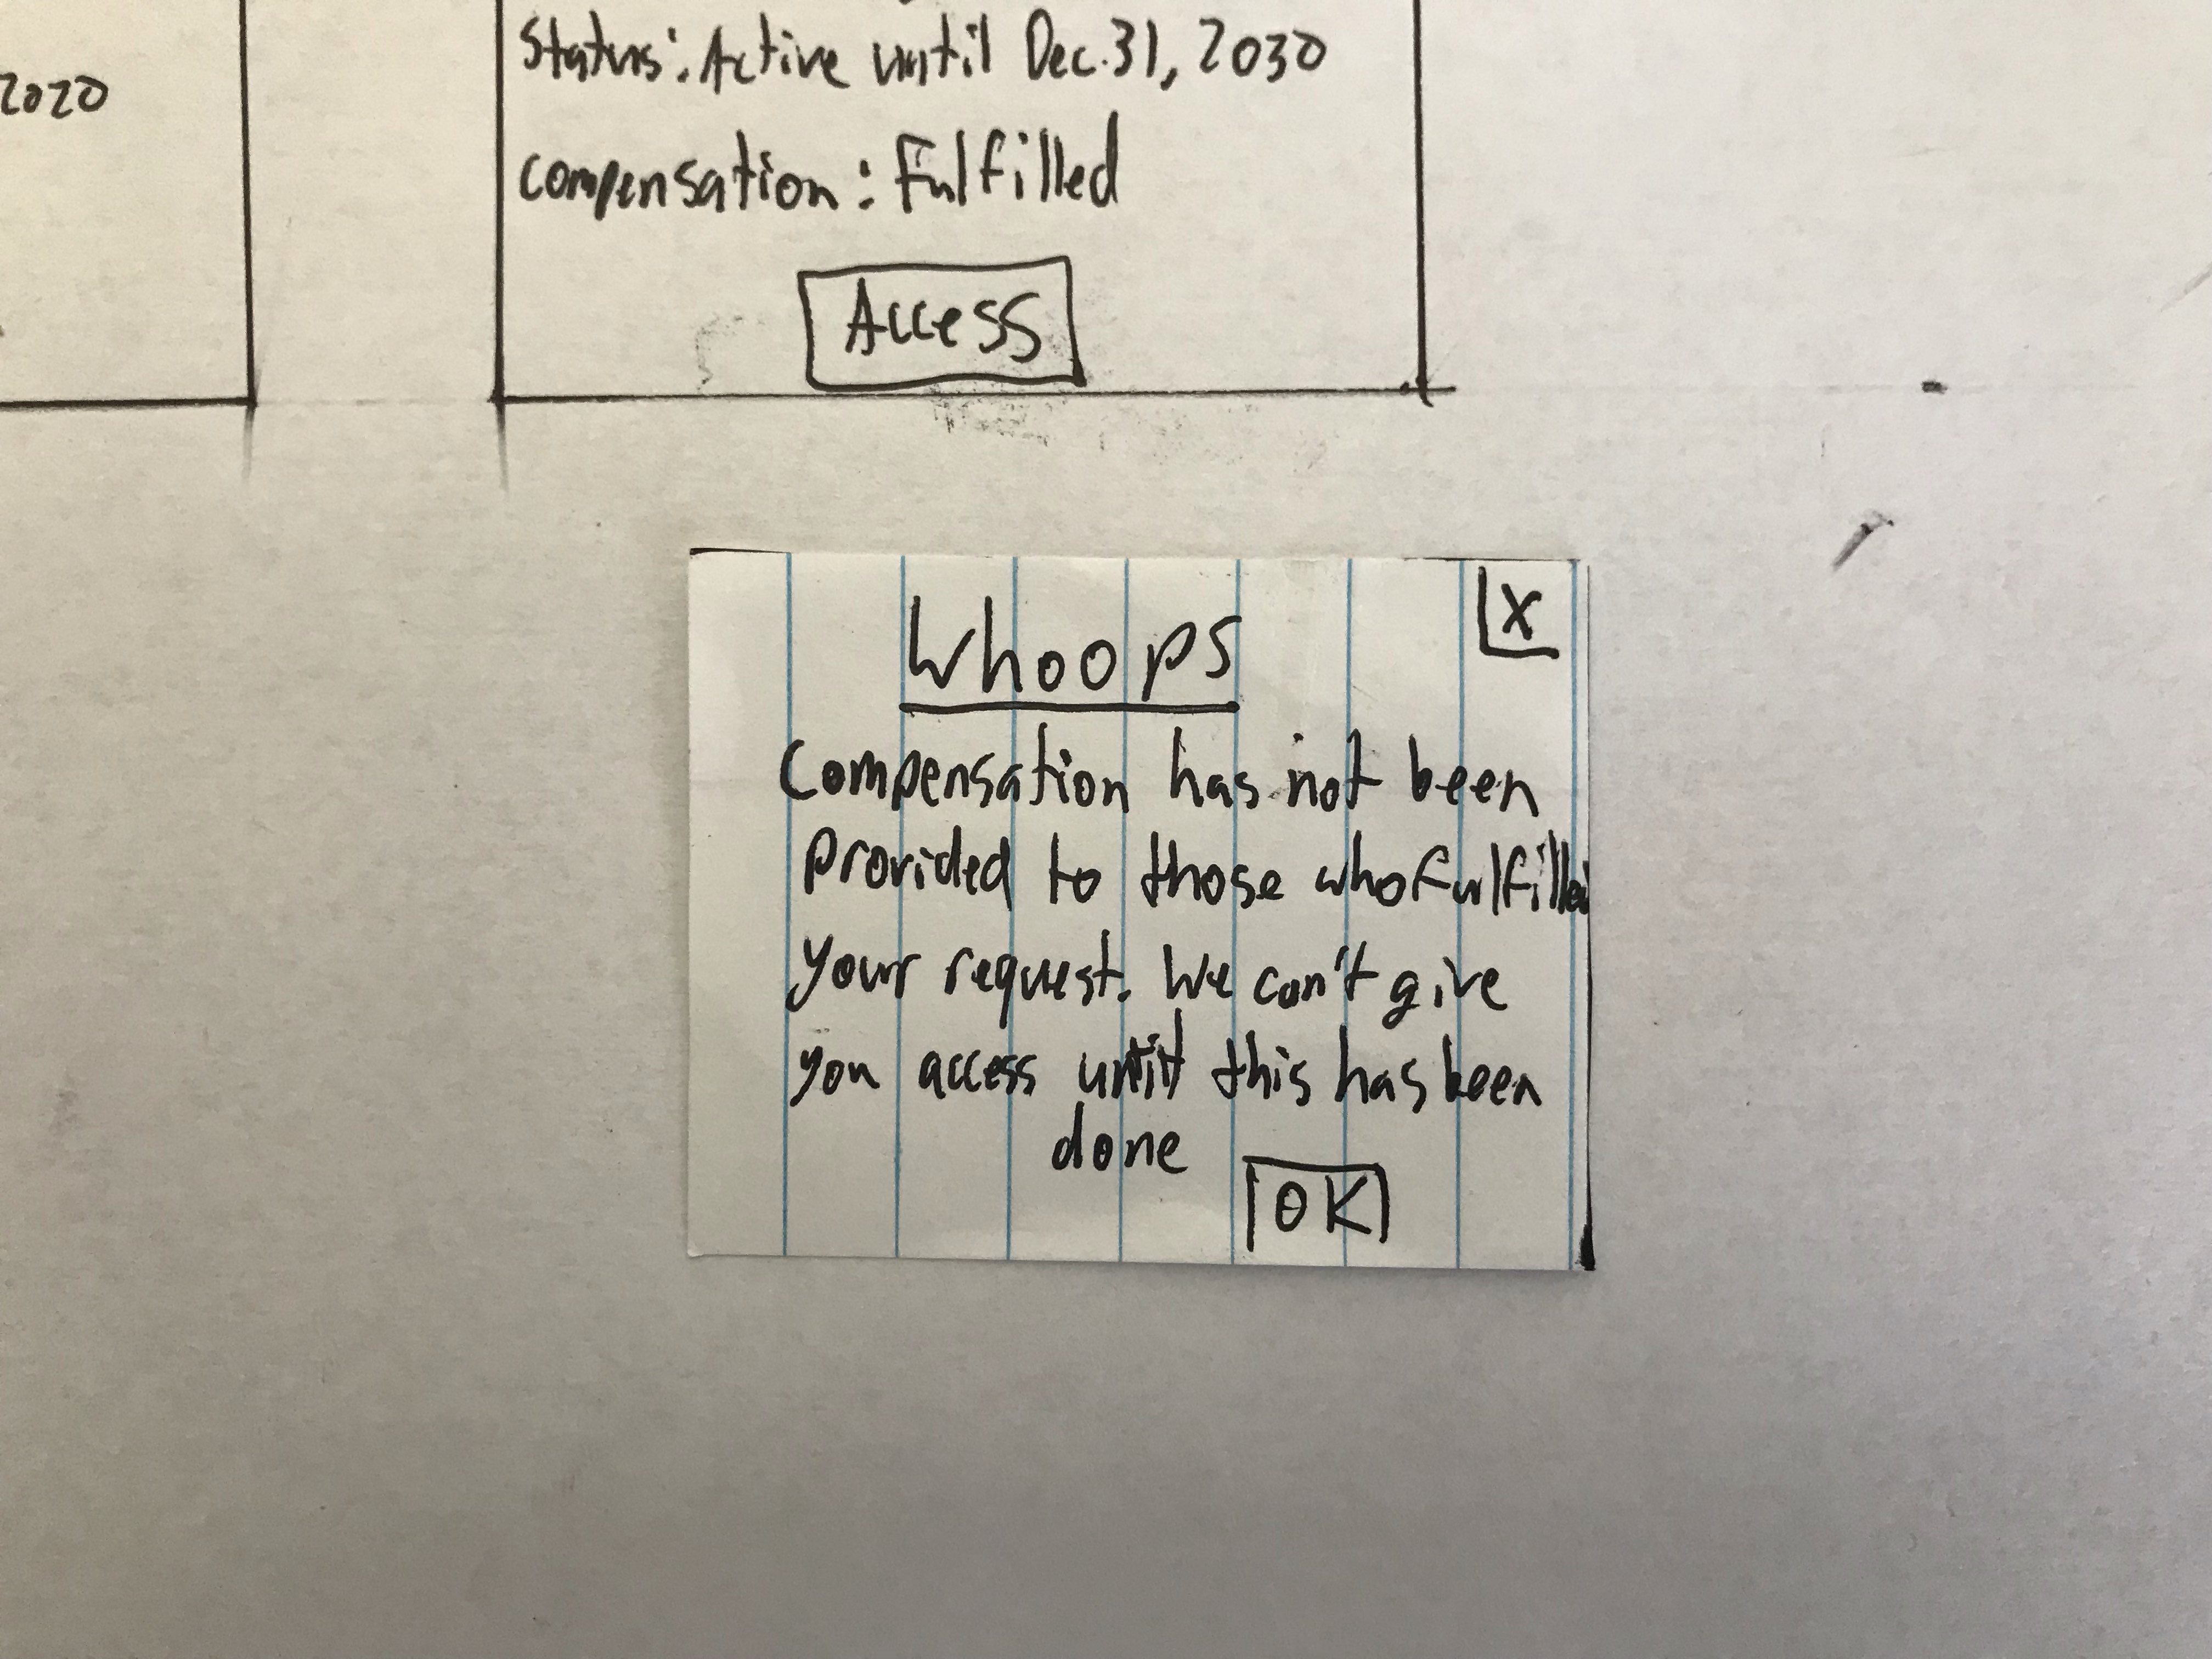 Status: Active until Dec. 31, 2030
2020
compensation: Fulfilled
Access
Whoops
X
Compensation has not been
provided to those who fulfilled
your request. We can't give
you access until this has been
done
OK